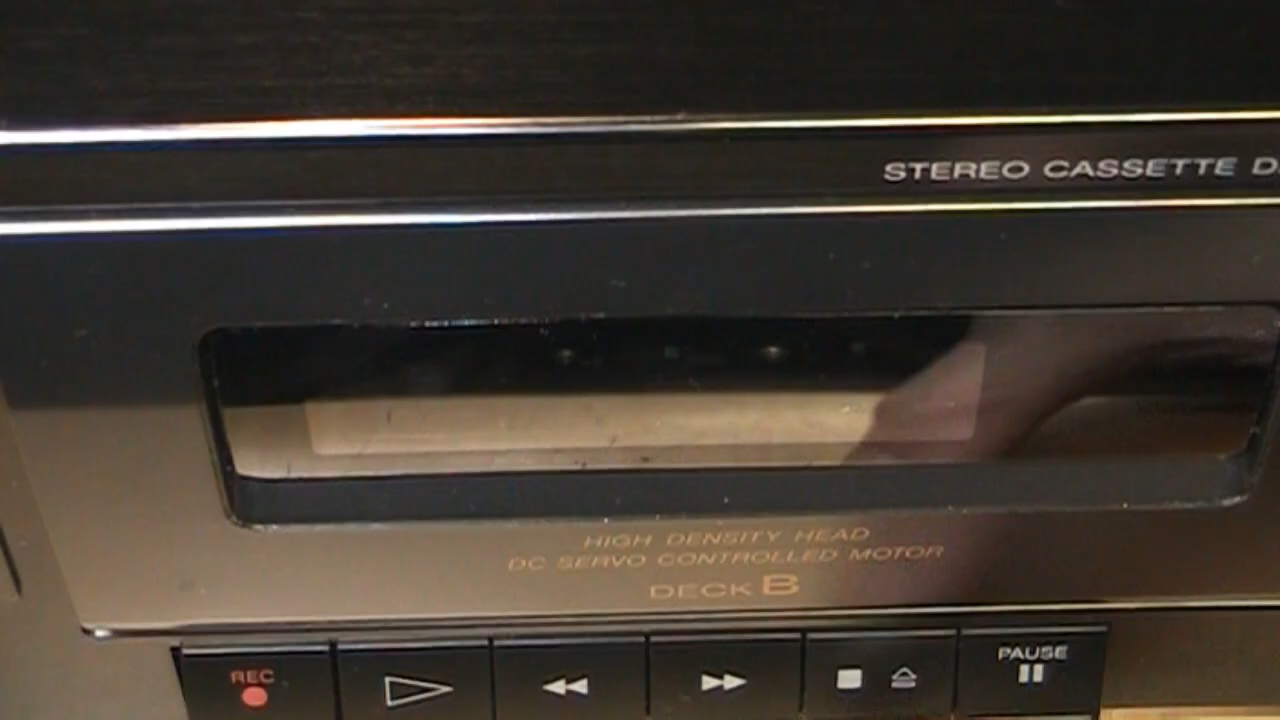 STEREO CASSETTE D
HIGH DENSITY HEAD
DC SERVO CONTROLLED MOTOR
DECK B
REC
PAUSE